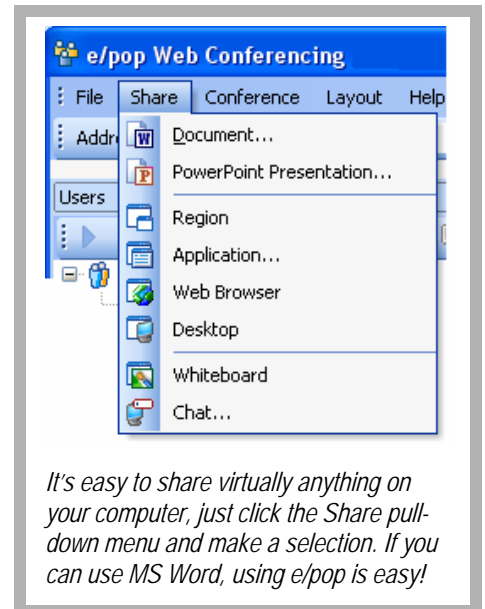 e/pop Web Conferencing
File Share Conference Layout Help
Addr
Document...
PowerPoint Presentation...
Users
Region
Application...
Web Browser
Desktop
Whiteboard
Chat...
It's easy to share virtually anything on
your computer, just click the Share pull-
down menu and make a selection. If you
can use MS Word, using e/pop is easy!